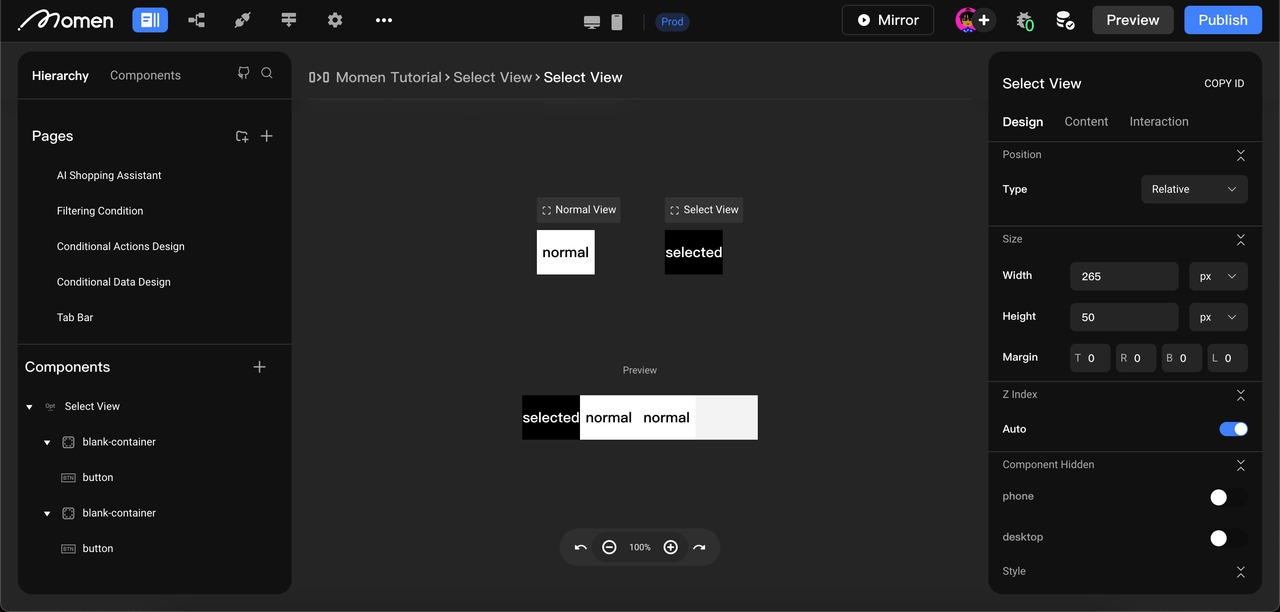 Momen
Prod
Mirror
0
Preview
Publish
Hierarchy
Components
Pages
AI Shopping Assistant
Filtering Condition
Conditional Actions Design
Conditional Data Design
Tab Bar
Components
Opt Select View
blank-container
BTN button
blank-container
BTN button
Momen Tutorial > Select View > Select View
Normal View
Select View
normal
selected
Preview
selected normal normal
100%
Select View
COPY ID
Design Content Interaction
Position
Type Relative
Size
Width 265 px
Height 50 px
Margin T 0 R 0 B 0 L 0
Z Index
Auto
Component Hidden
phone
desktop
Style